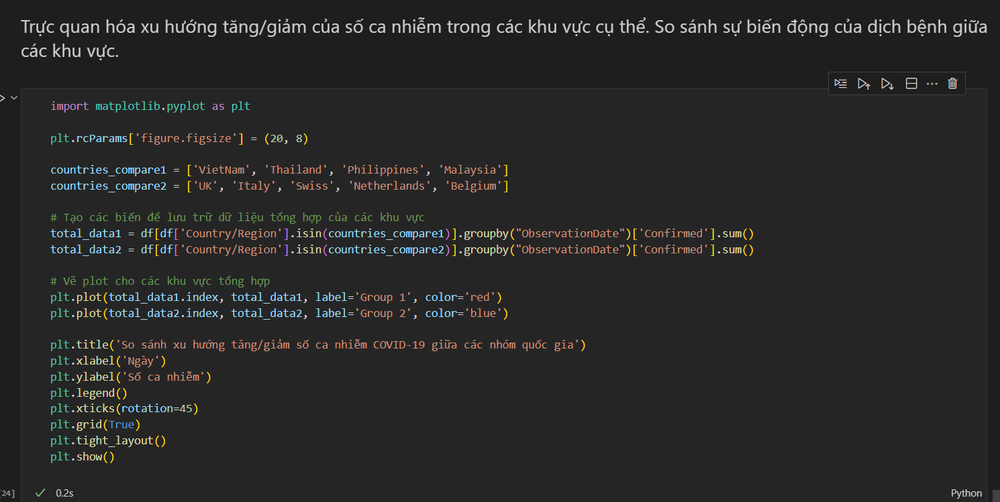 Trực quan hóa xu hướng tăng/giảm của số ca nhiễm trong các khu vực cụ thể. So sánh sự biến động của dịch bệnh giữa
các khu vực.
import matplotlib.pyplot as plt
plt.rcParams['figure.figsize'] = (20, 8)
countries_compare1 = ['VietNam', 'Thailand', 'Philippines', 'Malaysia']
countries_compare2 = ['UK', 'Italy', 'Swiss', 'Netherlands', 'Belgium']
# Tạo các biến để lưu trữ dữ liệu tổng hợp của các khu vực
total_data1 = df[df['Country/Region'].isin(countries_compare1)].groupby("ObservationDate")['Confirmed'].sum()
total_data2 = df[df['Country/Region'].isin(countries_compare2)].groupby("ObservationDate")['Confirmed'].sum()
# Vẽ plot cho các khu vực tổng hợp
plt.plot(total_data1.index, total_data1, label='Group 1', color='red')
plt.plot(total_data2.index, total_data2, label='Group 2', color='blue')
plt.title('So sánh xu hướng tăng/giảm số ca nhiễm COVID-19 giữa các nhóm quốc gia')
plt.xlabel('Ngày')
plt.ylabel('Số ca nhiễm')
plt.legend()
plt.xticks(rotation=45)
plt.grid(True)
plt.tight_layout()
plt.show()
24] 0.2s Python